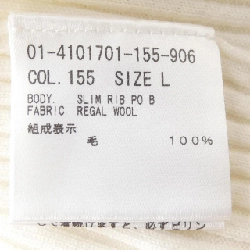 01-4101701-155-906
COL. 155 SIZE L
BODY. SLIM RIB PO B
FABRIC REGAL WOOL
組成表示
毛 100%